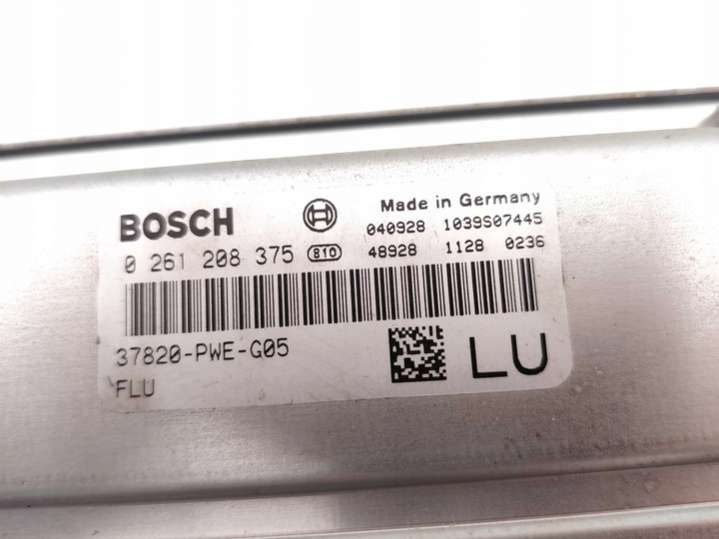 BOSCH
Made in Germany
040928 1039S07445
0 261 208 375 810 48928 1128 0236
37820-PWE-G05
FLU
LU